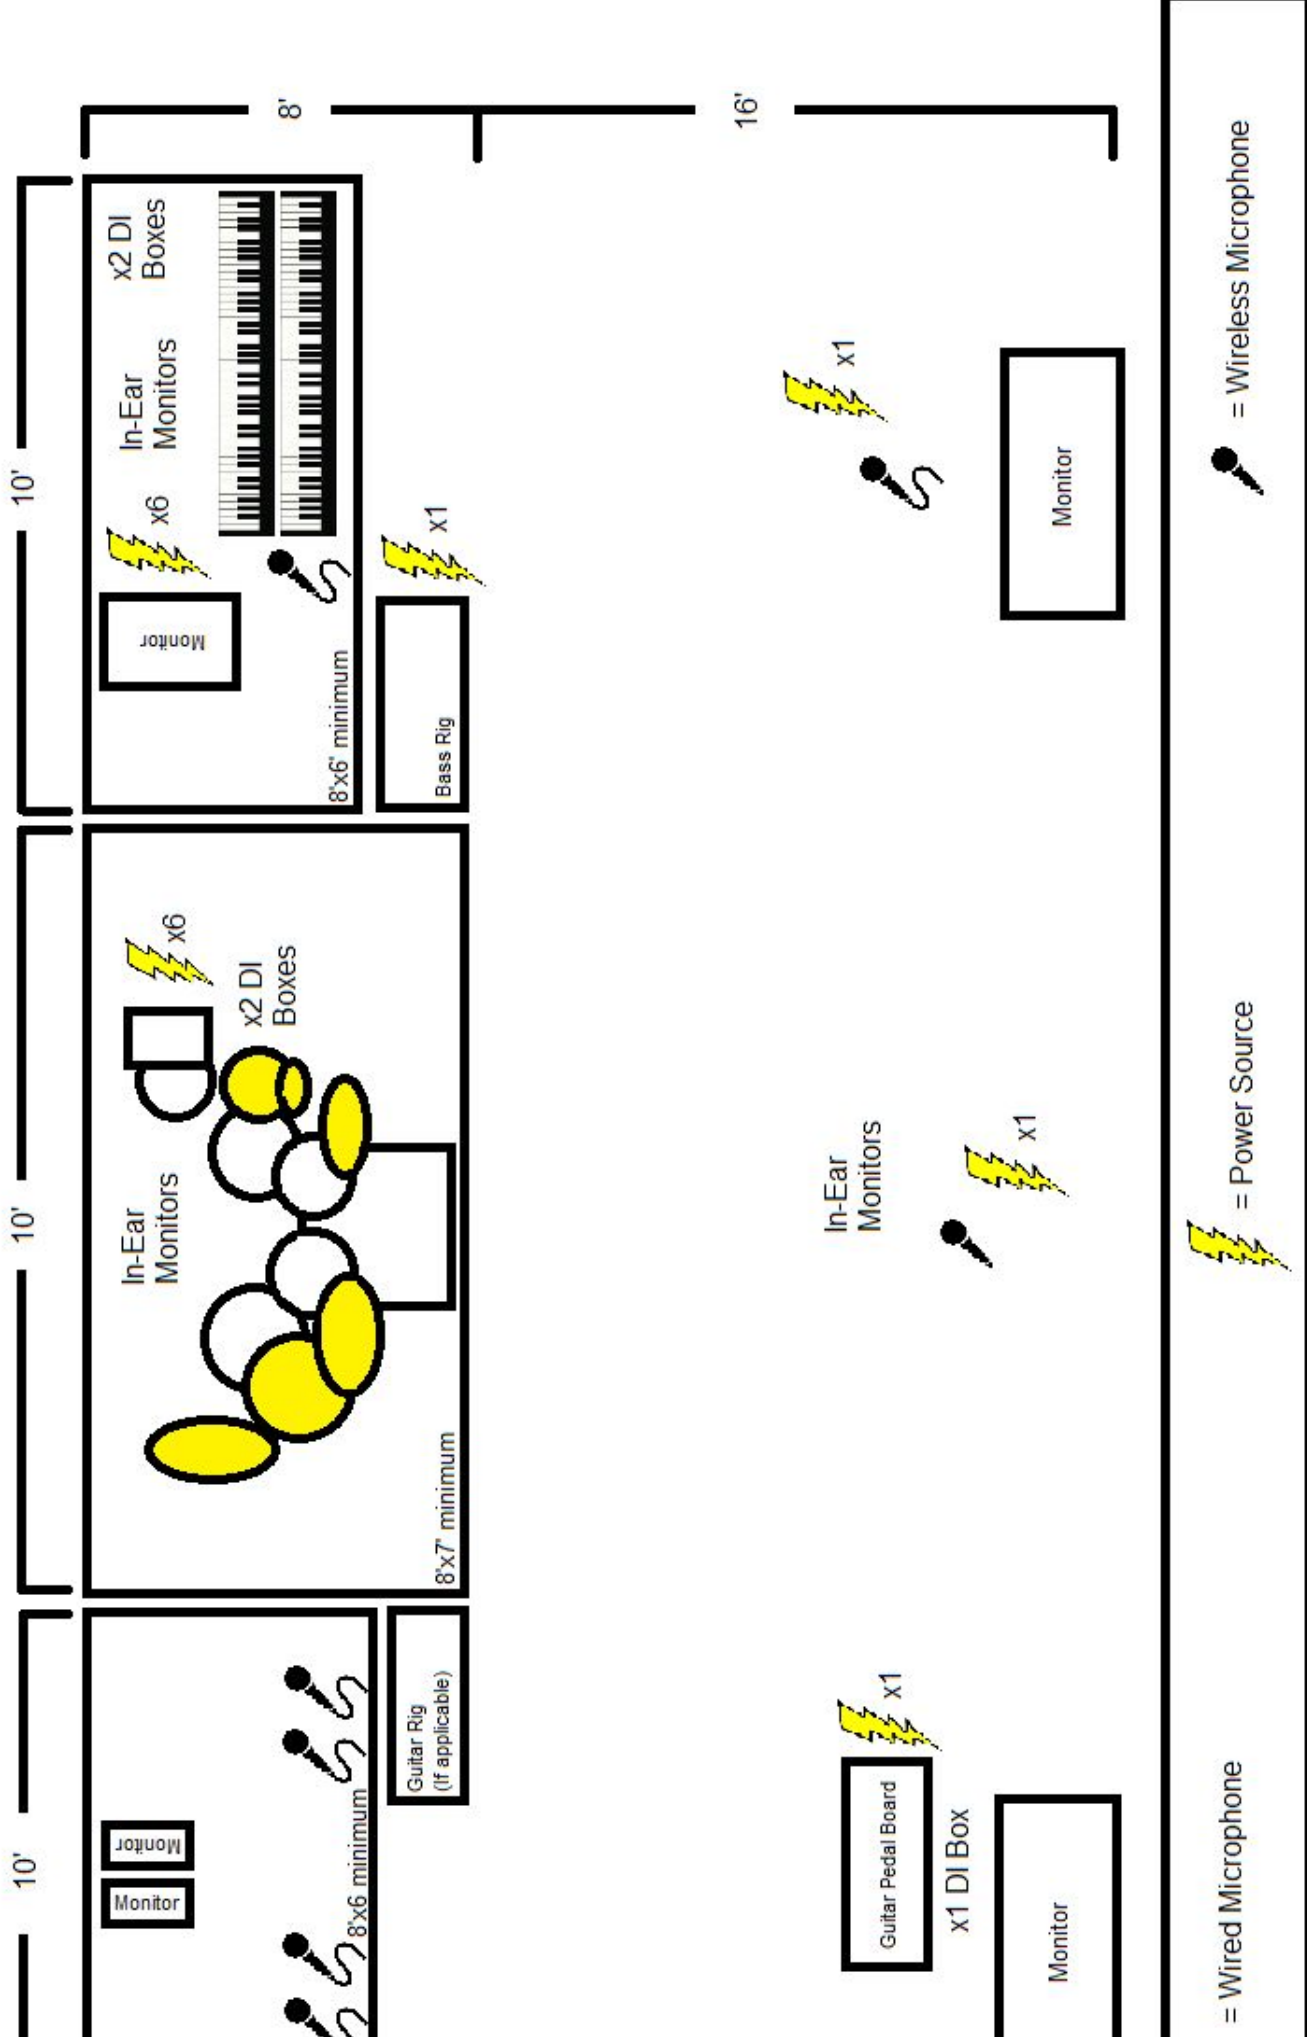 10'
10'
10'
8'
16'
Monitor
Monitor
8'x6 minimum
Guitar Rig
(If applicable)
In-Ear
Monitors
x6
x2 DI
Boxes
8'x7' minimum
Monitor
x6
In-Ear
Monitors
x2 DI
Boxes
8'x6' minimum
Bass Rig
x1
Guitar Pedal Board
x1
x1 DI Box
Monitor
In-Ear
Monitors
x1
x1
Monitor
= Wired Microphone
= Power Source
= Wireless Microphone